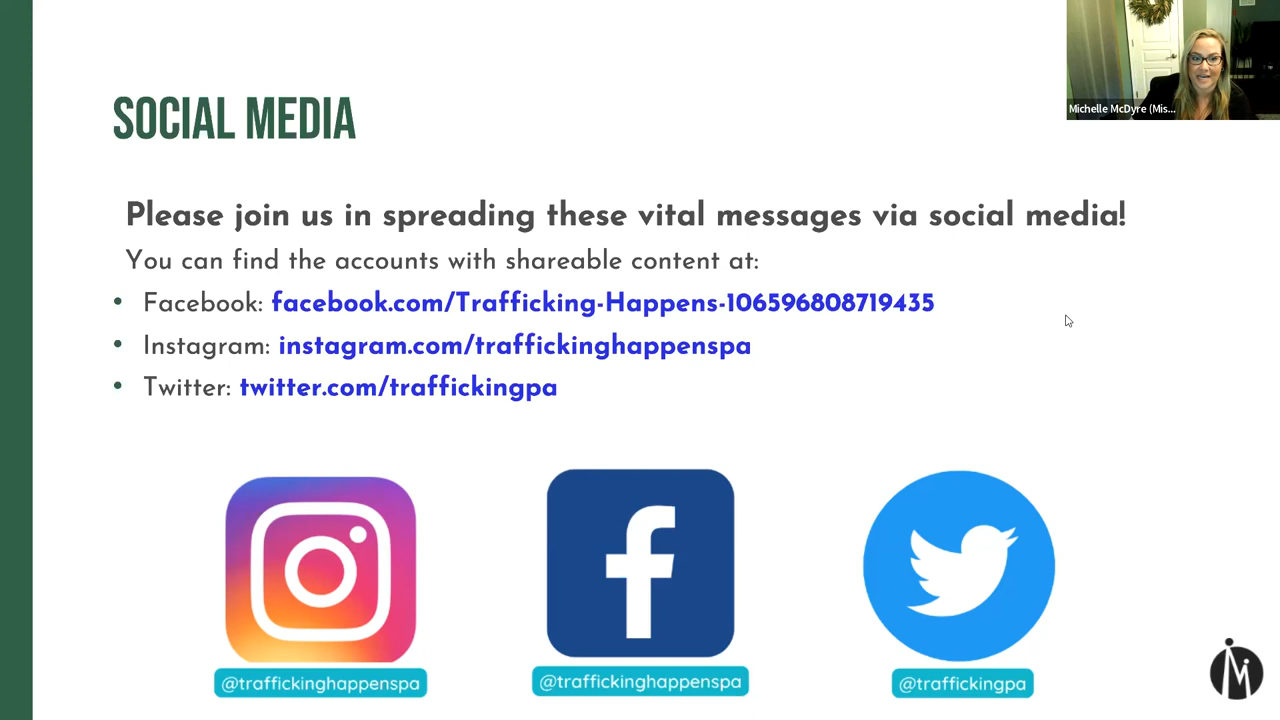 Michelle McDyre (Mis...
SOCIAL MEDIA
Please join us in spreading these vital messages via social media!
You can find the accounts with shareable content at:
• Facebook: facebook.com/Trafficking-Happens-106596808719435
• Instagram: instagram.com/traffickinghappenspa
• Twitter: twitter.com/traffickingpa
@traffickinghappenspa
@traffickinghappenspa
@traffickingpa